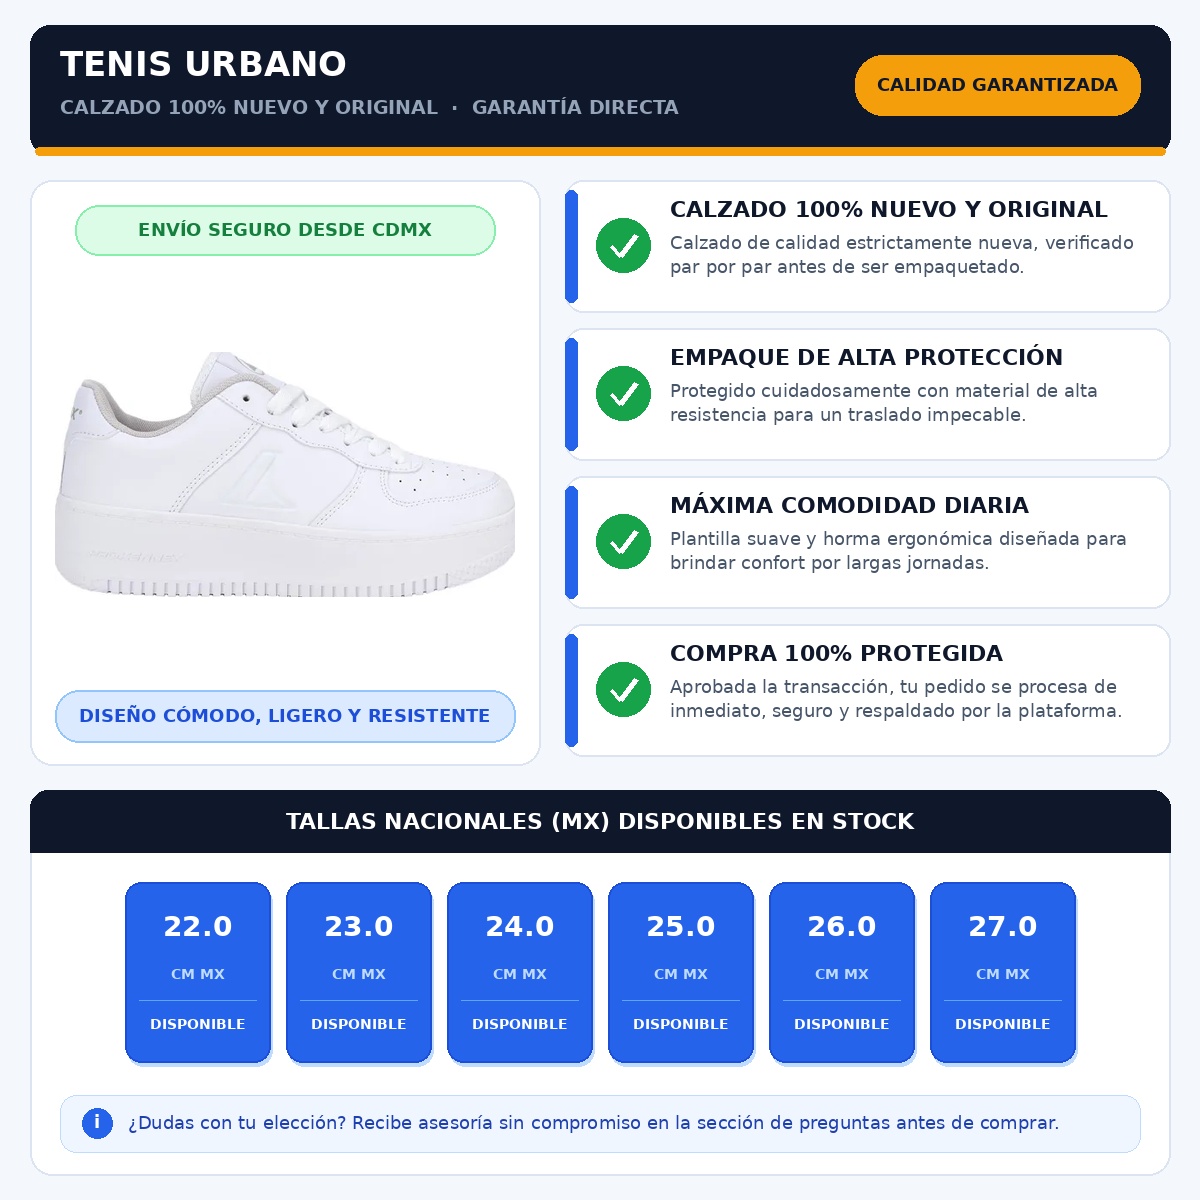 TENIS URBANO
CALZADO 100% NUEVO Y ORIGINAL · GARANTÍA DIRECTA
CALIDAD GARANTIZADA
ENVÍO SEGURO DESDE CDMX
DISEÑO CÓMODO, LIGERO Y RESISTENTE
CALZADO 100% NUEVO Y ORIGINAL
Calzado de calidad estrictamente nueva, verificado
par por par antes de ser empaquetado.
EMPAQUE DE ALTA PROTECCIÓN
Protegido cuidadosamente con material de alta
resistencia para un traslado impecable.
MÁXIMA COMODIDAD DIARIA
Plantilla suave y horma ergonómica diseñada para
brindar confort por largas jornadas.
COMPRA 100% PROTEGIDA
Aprobada la transacción, tu pedido se procesa de
inmediato, seguro y respaldado por la plataforma.
TALLAS NACIONALES (MX) DISPONIBLES EN STOCK
22.0
CM MX
DISPONIBLE
23.0
CM MX
DISPONIBLE
24.0
CM MX
DISPONIBLE
25.0
CM MX
DISPONIBLE
26.0
CM MX
DISPONIBLE
27.0
CM MX
DISPONIBLE
i ¿Dudas con tu elección? Recibe asesoría sin compromiso en la sección de preguntas antes de comprar.